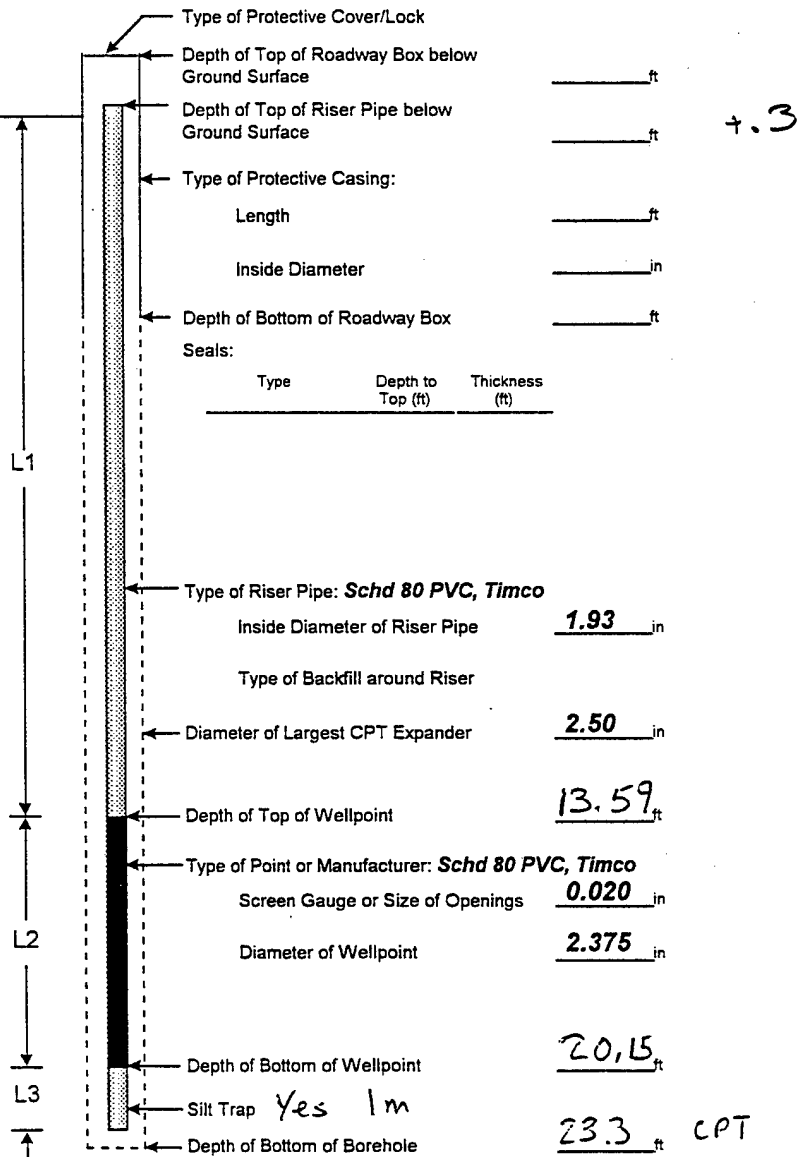 Type of Protective Cover/Lock
Depth of Top of Roadway Box below
Ground Surface ft
Depth of Top of Riser Pipe below
Ground Surface ft +.3
Type of Protective Casing:
Length ft
Inside Diameter in
Depth of Bottom of Roadway Box ft
Seals:
Type Depth to Thickness
Top (ft) (ft)
L1
Type of Riser Pipe: Schd 80 PVC, Timco
Inside Diameter of Riser Pipe 1.93 in
Type of Backfill around Riser
Diameter of Largest CPT Expander 2.50 in
Depth of Top of Wellpoint 13.59 ft
Type of Point or Manufacturer: Schd 80 PVC, Timco
Screen Gauge or Size of Openings 0.020 in
L2
Diameter of Wellpoint 2.375 in
Depth of Bottom of Wellpoint 20.15 ft
L3
Silt Trap Yes 1m
Depth of Bottom of Borehole 23.3 ft CPT